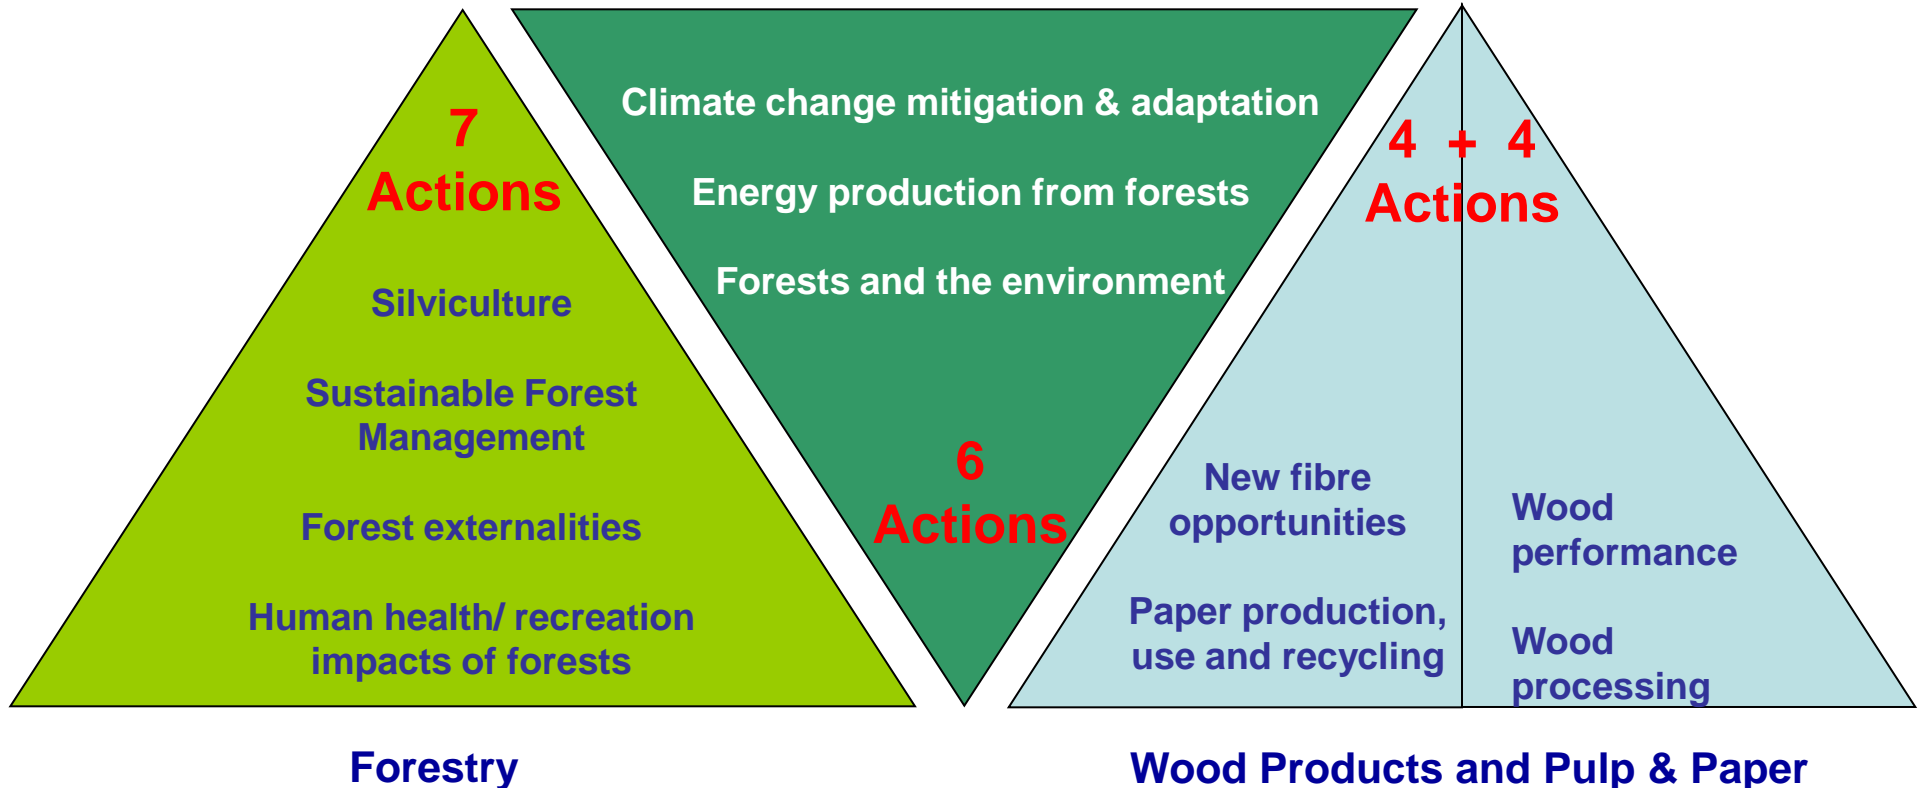 7
Actions
Silviculture
Sustainable Forest
Management
Forest externalities
Human health/ recreation
impacts of forests
Climate change mitigation & adaptation
Energy production from forests
Forests and the environment
6
Actions
4 + 4
Actions
New fibre
opportunities
Paper production,
use and recycling
Wood
performance
Wood
processing
Forestry
Wood Products and Pulp & Paper